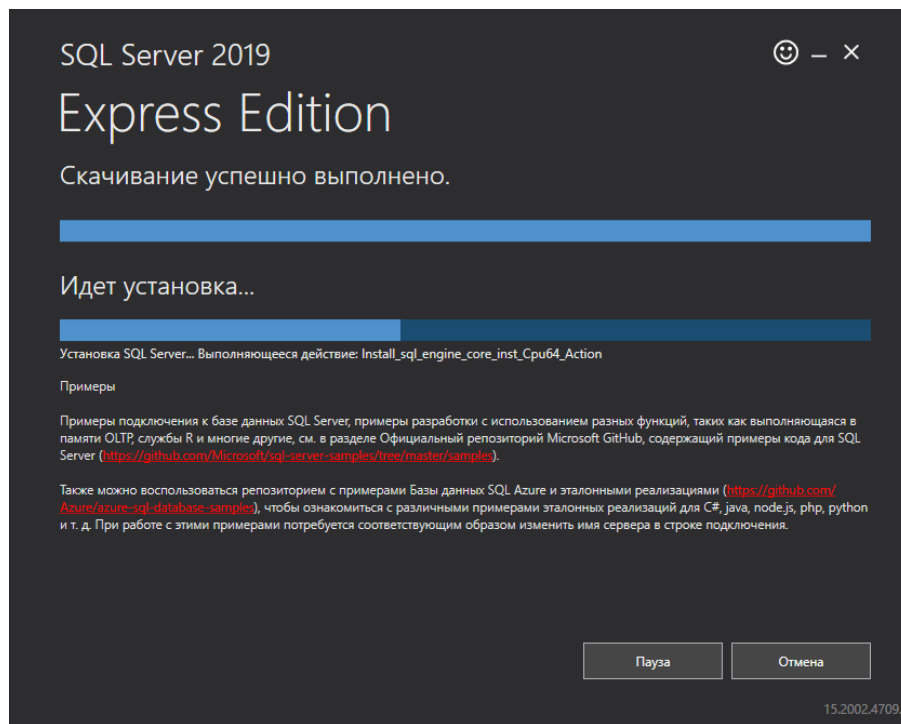 SQL Server 2019
Express Edition
Скачивание успешно выполнено.
Идет установка...
Установка SQL Server... Выполняющееся действие: Install_sql_engine_core_inst_Cpu64_Action
Примеры
Примеры подключения к базе данных SQL Server, примеры разработки с использованием разных функций, таких как выполняющаяся в
памяти OLTP, службы R и многие другие, см. в разделе Официальный репозиторий Microsoft GitHub, содержащий примеры кода для SQL
Server (https://github.com/Microsoft/sql-server-samples/tree/master/samples).
Также можно воспользоваться репозиторием с примерами Базы данных SQL Azure и эталонными реализациями (https://github.com/
Azure/azure-sql-database-samples), чтобы ознакомиться с различными примерами эталонных реализаций для C#, java, node.js, php, python
и т. д. При работе с этими примерами потребуется соответствующим образом изменить имя сервера в строке подключения.
Пауза Отмена
15.2002.4709.